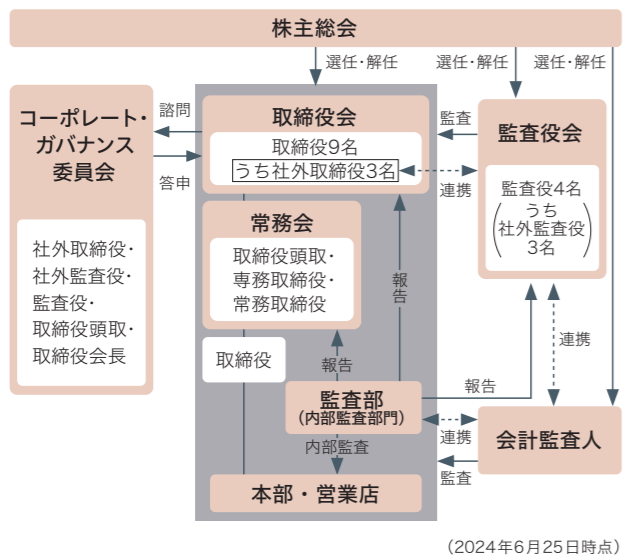 株主総会
選任・解任
選任・解任
選任・解任
コーポレート・
ガバナンス
委員会
社外取締役・
社外監査役・
監査役・
取締役頭取・
取締役会長
諮問
答申
取締役会
取締役9名
うち社外取締役3名
監査
連携
監査役会
監査役4名
(うち
社外監査役
3名)
常務会
取締役頭取・
専務取締役・
常務取締役
報告
取締役
報告
監査部
(内部監査部門)
報告
連携
連携
会計監査人
内部監査
監査
本部・営業店
(2024年6月25日時点)